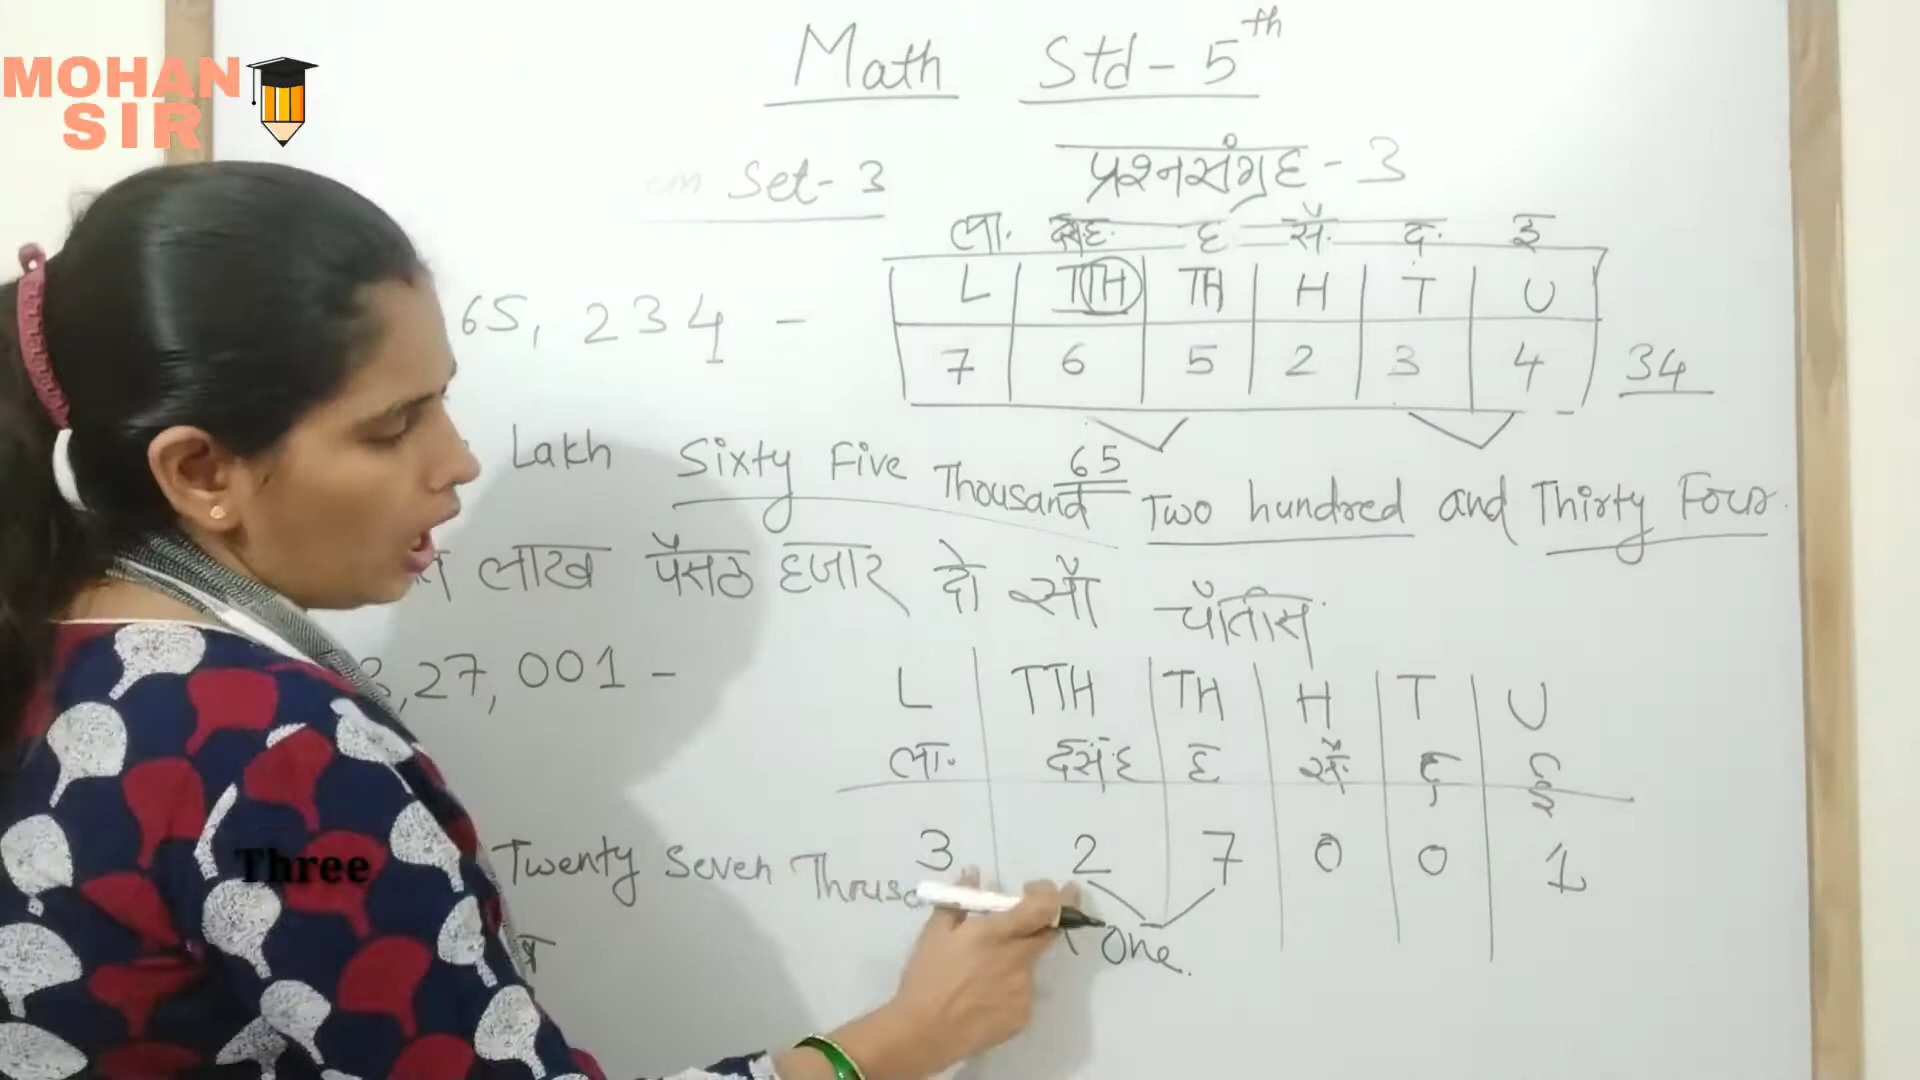 MOHAN
SIR
Math Std - 5th
Set - 3
प्रश्नसंग्रह - 3
ला. दसह. ह सै. द. इ
L TTH TH H T U
65, 234 -
7 6 5 2 3 4
34
65
Lakh Sixty Five Thousand Two hundred and Thirty Four.
लाख पैसठ हजार दो सौ चौंतीस
3,27,001 -
L TTH TH H T U
ला. दसह ह सै. द इ
3 2 7 0 0 1
Three
Twenty Seven
One.